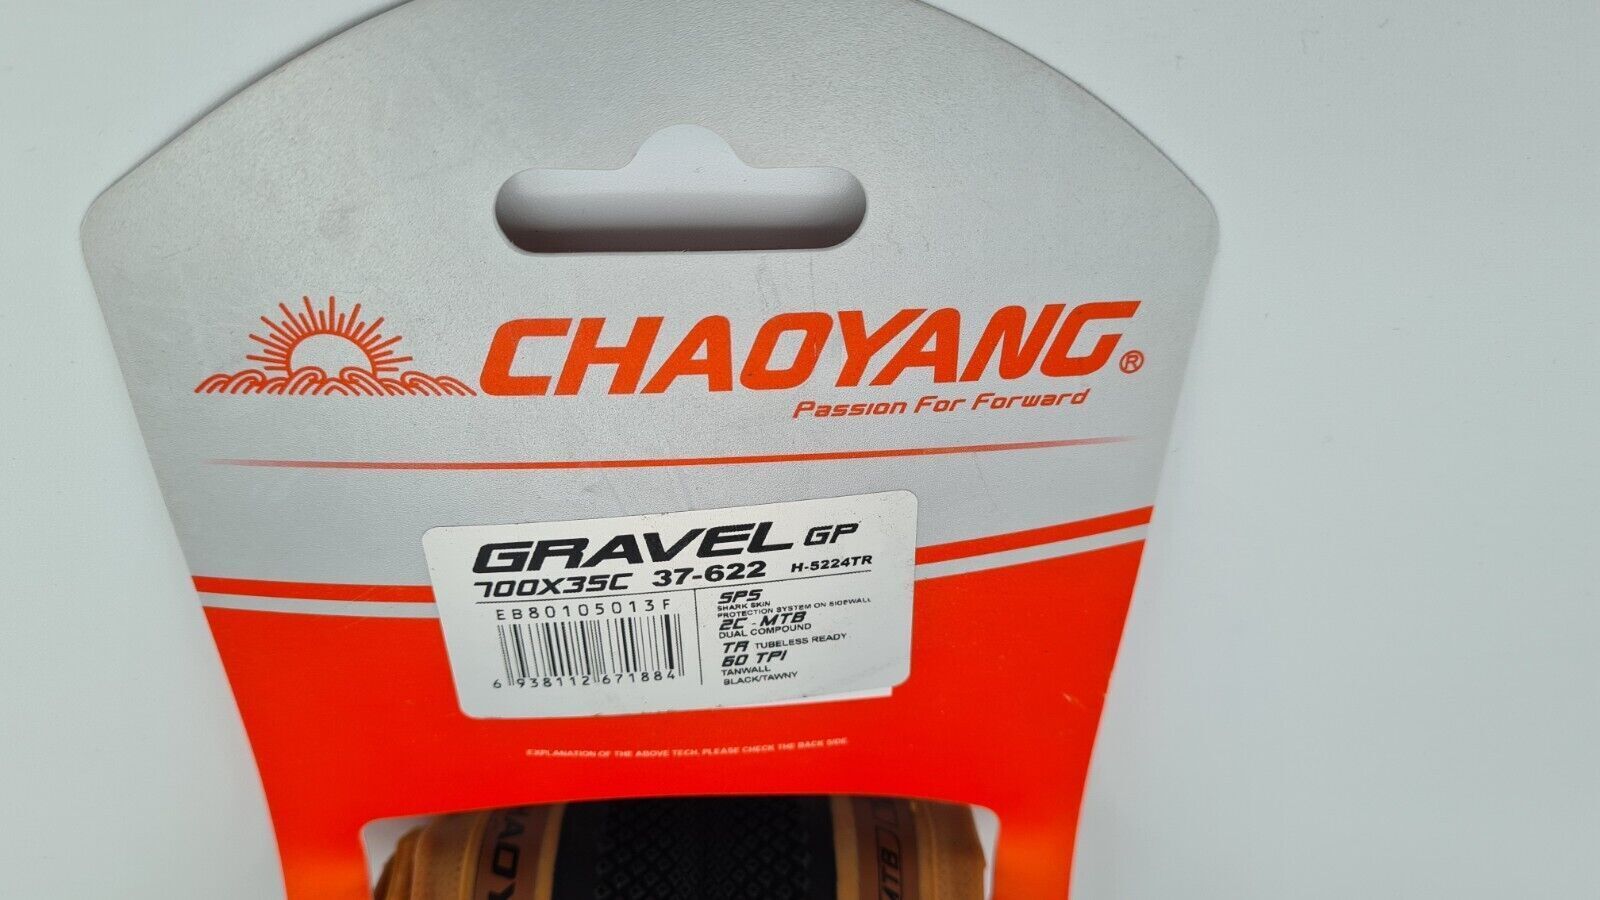 CHAOYANG®
Passion For Forward
GRAVEL GP
700X35C 37-622 H-5224TR
EB80105013F
6 938112 671884
SPS
SHARK SKIN
PROTECTION SYSTEM ON SIDEWALL
2C - MTB
DUAL COMPOUND
TR TUBELESS READY
60 TPI
TANWALL
BLACK/TAWNY
EXPLANATION OF THE ABOVE TECH. PLEASE CHECK THE BACK SIDE.
MTB